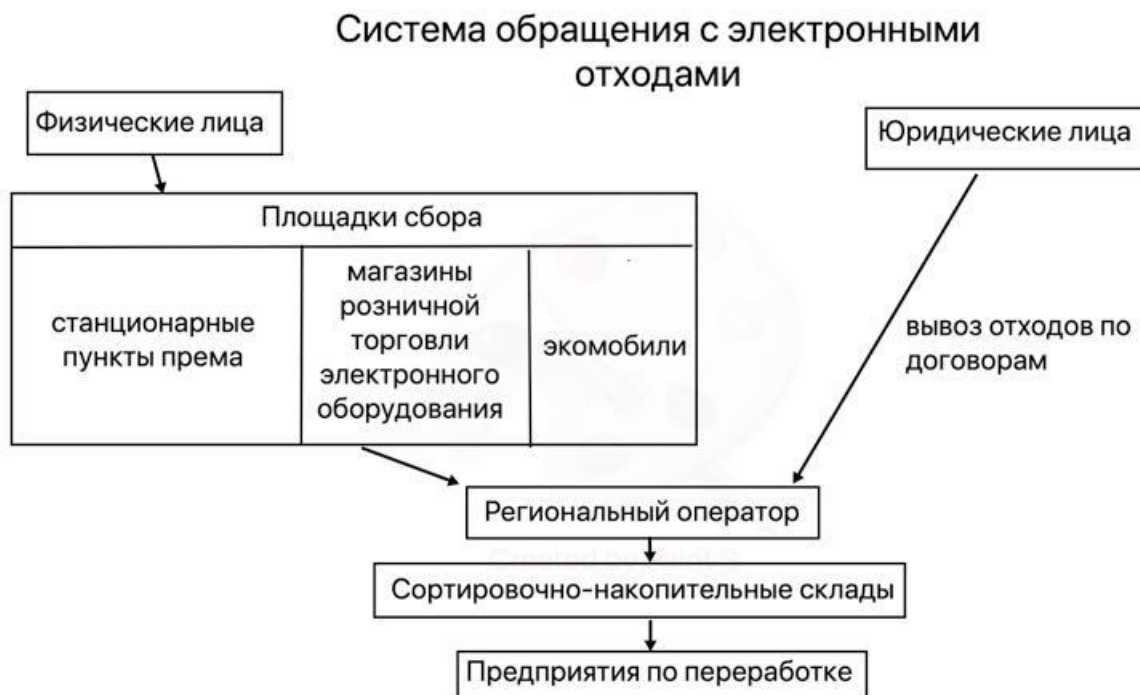 Система обращения с электронными
отходами
Физические лица
Юридические лица
Площадки сбора
станционарные
пункты према
магазины
розничной
торговли
электронного
оборудования
экомобили
вывоз отходов по
договорам
Региональный оператор
Сортировочно-накопительные склады
Предприятия по переработке